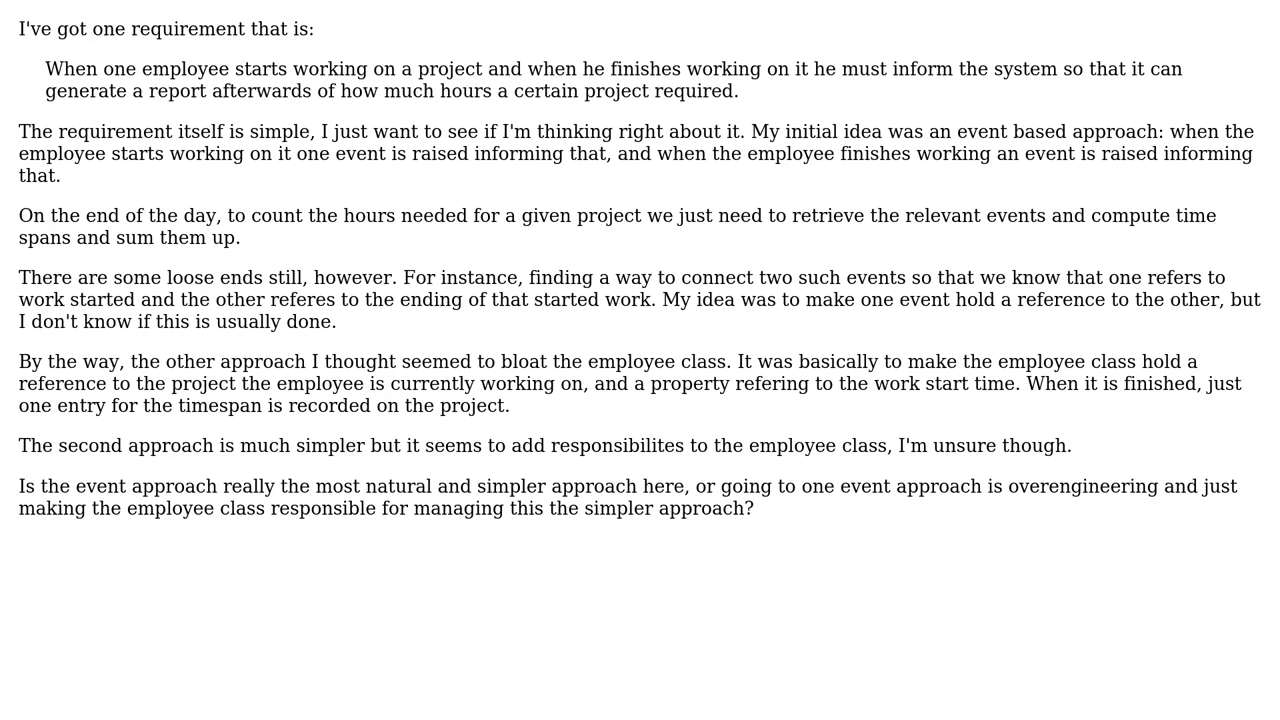 I've got one requirement that is:
When one employee starts working on a project and when he finishes working on it he must inform the system so that it can
generate a report afterwards of how much hours a certain project required.
The requirement itself is simple, I just want to see if I'm thinking right about it. My initial idea was an event based approach: when the
employee starts working on it one event is raised informing that, and when the employee finishes working an event is raised informing
that.
On the end of the day, to count the hours needed for a given project we just need to retrieve the relevant events and compute time
spans and sum them up.
There are some loose ends still, however. For instance, finding a way to connect two such events so that we know that one refers to
work started and the other referes to the ending of that started work. My idea was to make one event hold a reference to the other, but
I don't know if this is usually done.
By the way, the other approach I thought seemed to bloat the employee class. It was basically to make the employee class hold a
reference to the project the employee is currently working on, and a property refering to the work start time. When it is finished, just
one entry for the timespan is recorded on the project.
The second approach is much simpler but it seems to add responsibilites to the employee class, I'm unsure though.
Is the event approach really the most natural and simpler approach here, or going to one event approach is overengineering and just
making the employee class responsible for managing this the simpler approach?